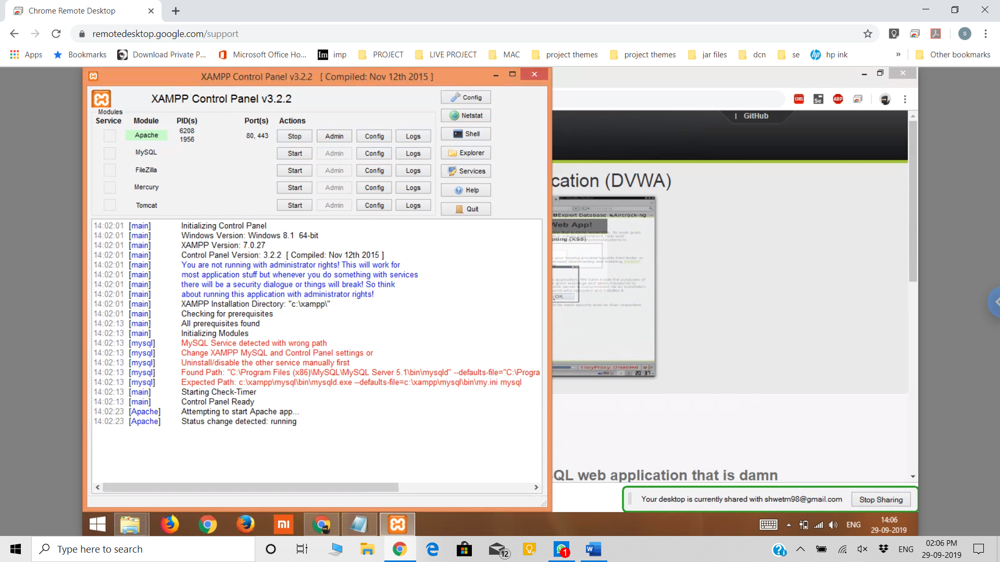 Chrome Remote Desktop
remotedesktop.google.com/support
S
Apps Bookmarks Download Private P... Microsoft Office Ho... Im imp PROJECT LIVE PROJECT MAC project themes project themes jar files dcn se hp hp ink » Other bookmarks
XAMPP Control Panel v3.2.2 [ Compiled: Nov 12th 2015 ]
XAMPP Control Panel v3.2.2
Modules
Service Module PID(s) Port(s) Actions
Apache 6208 1956 80, 443 Stop Admin Config Logs
MySQL Start Admin Config Logs
FileZilla Start Admin Config Logs
Mercury Start Admin Config Logs
Tomcat Start Admin Config Logs
Config
Netstat
Shell
Explorer
Services
Help
Quit
14:02:01 [main] Initializing Control Panel
14:02:01 [main] Windows Version: Windows 8.1 64-bit
14:02:01 [main] XAMPP Version: 7.0.27
14:02:01 [main] Control Panel Version: 3.2.2 [ Compiled: Nov 12th 2015 ]
14:02:01 [main] You are not running with administrator rights! This will work for
14:02:01 [main] most application stuff but whenever you do something with services
14:02:01 [main] there will be a security dialogue or things will break! So think
14:02:01 [main] about running this application with administrator rights!
14:02:01 [main] XAMPP Installation Directory: "c:\xampp\"
14:02:01 [main] Checking for prerequisites
14:02:13 [main] All prerequisites found
14:02:13 [main] Initializing Modules
14:02:13 [mysql] MySQL Service detected with wrong path
14:02:13 [mysql] Change XAMPP MySQL and Control Panel settings or
14:02:13 [mysql] Uninstall/disable the other service manually first
14:02:13 [mysql] Found Path: "C:\Program Files (x86)\MySQL\MySQL Server 5.1\bin\mysqld" --defaults-file="C:\Progra
14:02:13 [mysql] Expected Path: c:\xampp\mysql\bin\mysqld.exe --defaults-file=c:\xampp\mysql\bin\my.ini mysql
14:02:13 [main] Starting Check-Timer
14:02:13 [main] Control Panel Ready
14:02:23 [Apache] Attempting to start Apache app...
14:02:23 [Apache] Status change detected: running
CORS Se ABP
| GitHub
cation (DVWA)
Exploit Database Aircrack-ng
Web App!
pting (XSS)
OK
FoxyProxy: Disabled
20:37
SQL web application that is damn
Your desktop is currently shared with shwetm98@gmail.com Stop Sharing
mi
ENG
14:06
29-09-2019
Type here to search
12
1
ENG
02:06 PM
29-09-2019